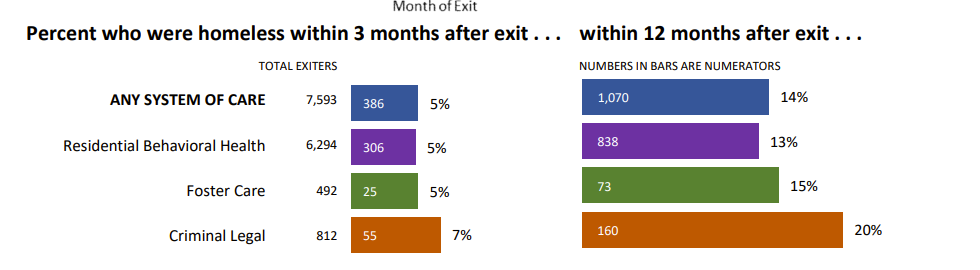 Month of Exit
Percent who were homeless within 3 months after exit . . . within 12 months after exit . . .
TOTAL EXITERS NUMBERS IN BARS ARE NUMERATORS
ANY SYSTEM OF CARE 7,593 386 5% 1,070 14%
Residential Behavioral Health 6,294 306 5% 838 13%
Foster Care 492 25 5% 73 15%
Criminal Legal 812 55 7% 160 20%